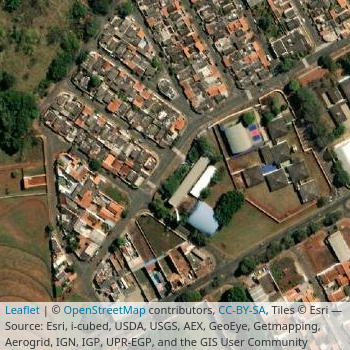 Leaflet | © OpenStreetMap contributors, CC-BY-SA, Tiles © Esri —
Source: Esri, i-cubed, USDA, USGS, AEX, GeoEye, Getmapping,
Aerogrid, IGN, IGP, UPR-EGP, and the GIS User Community